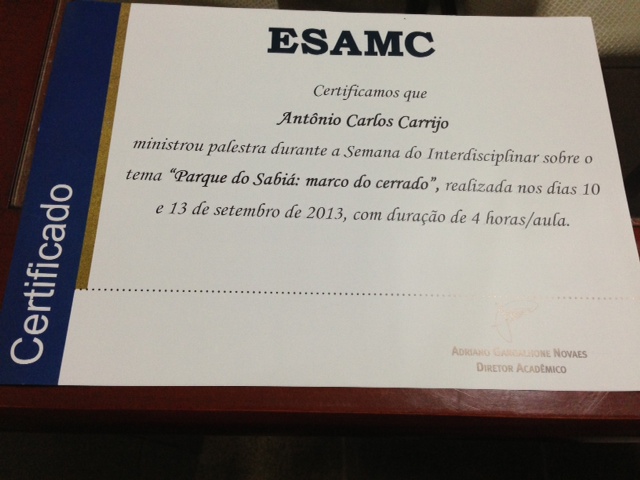 ESAMC
Certificamos que
Antônio Carlos Carrijo
ministrou palestra durante a Semana do Interdisciplinar sobre o
tema "Parque do Sabiá: marco do cerrado", realizada nos dias 10
e 13 de setembro de 2013, com duração de 4 horas/aula.
Certificado
Adriano Novaes
Diretor Acadêmico